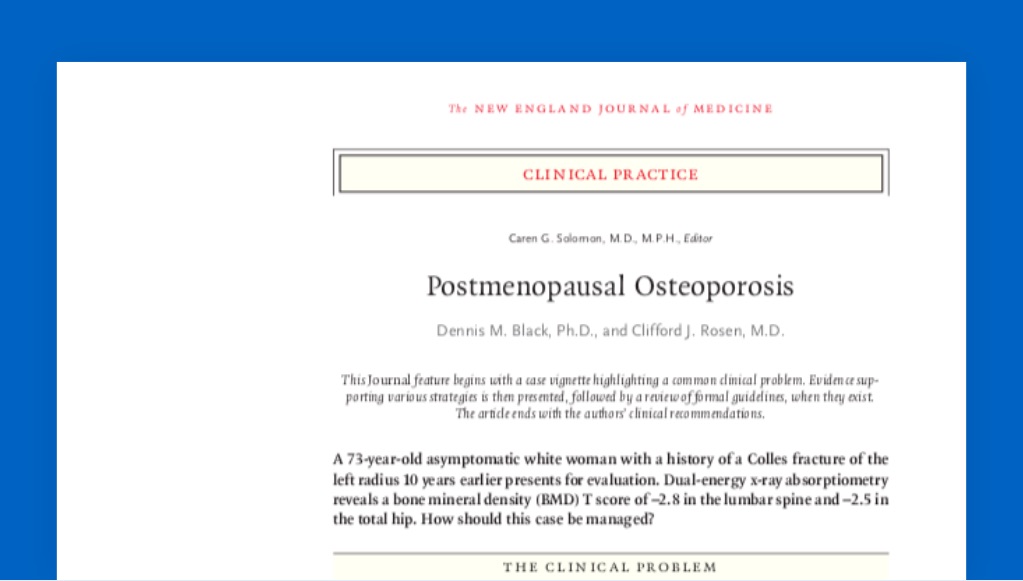 The NEW ENGLAND JOURNAL of MEDICINE
CLINICAL PRACTICE
Caren G. Solomon, M.D., M.P.H., Editor
Postmenopausal Osteoporosis
Dennis M. Black, Ph.D., and Clifford J. Rosen, M.D.
This Journal feature begins with a case vignette highlighting a common clinical problem. Evidence sup-
porting various strategies is then presented, followed by a review of formal guidelines, when they exist.
The article ends with the authors' clinical recommendations.
A 73-year-old asymptomatic white woman with a history of a Colles fracture of the
left radius 10 years earlier presents for evaluation. Dual-energy x-ray absorptiometry
reveals a bone mineral density (BMD) T score of −2.8 in the lumbar spine and −2.5 in
the total hip. How should this case be managed?
THE CLINICAL PROBLEM